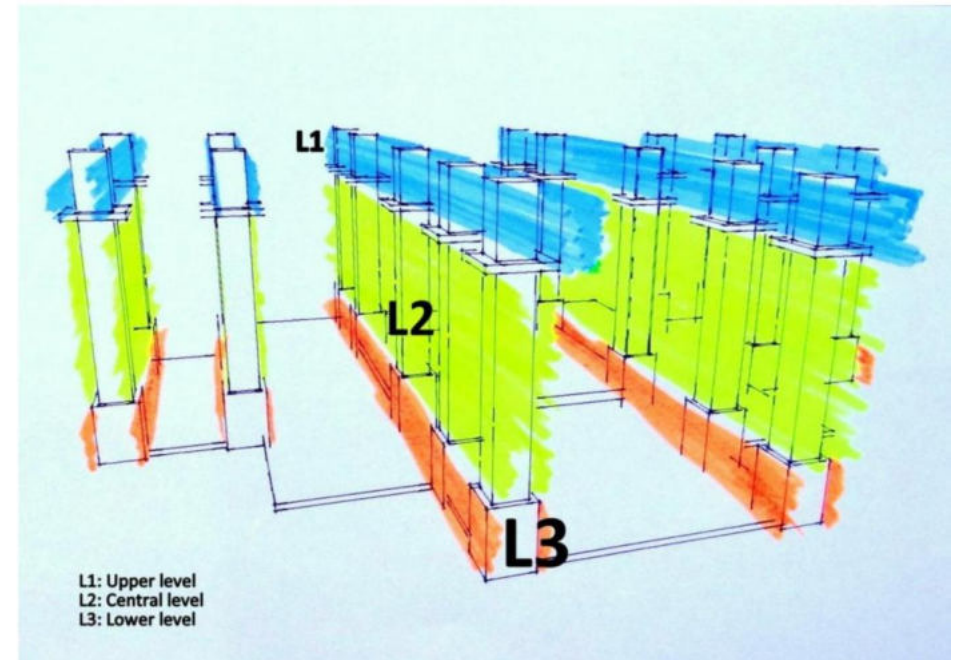 L1
L2
L3
L1: Upper level
L2: Central level
L3: Lower level